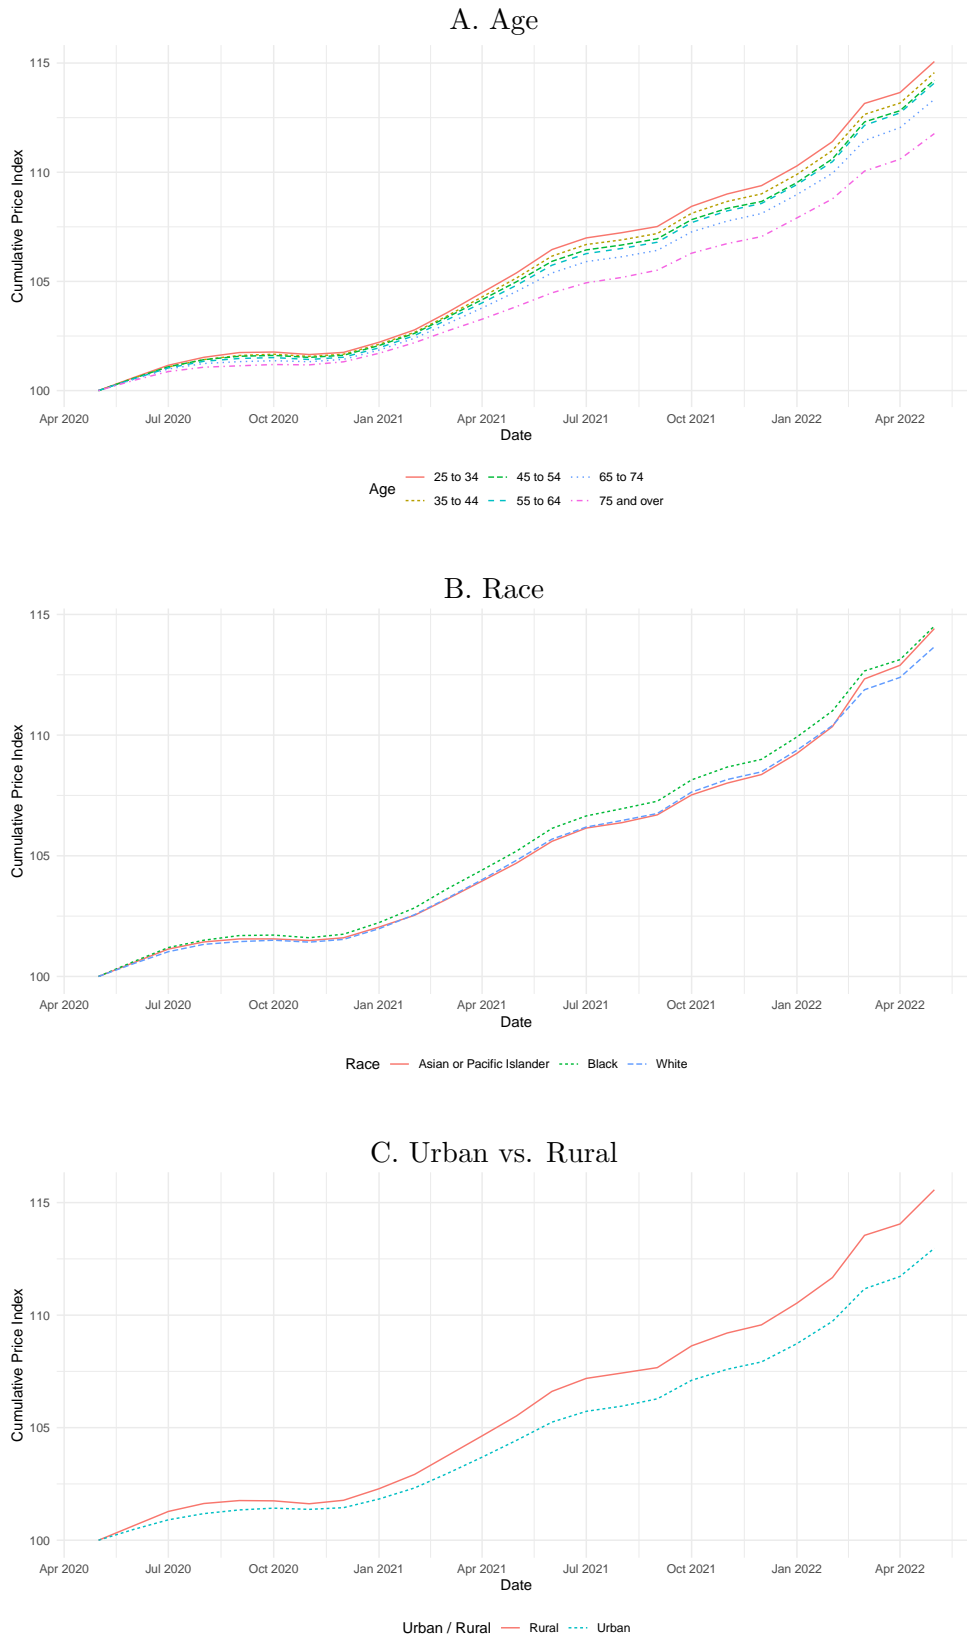 A. Age
Cumulative Price Index
115
110
105
100
Apr 2020 Jul 2020 Oct 2020 Jan 2021 Apr 2021 Jul 2021 Oct 2021 Jan 2022 Apr 2022
Date
Age
25 to 34 45 to 54 65 to 74
35 to 44 55 to 64 75 and over
B. Race
Cumulative Price Index
115
110
105
100
Apr 2020 Jul 2020 Oct 2020 Jan 2021 Apr 2021 Jul 2021 Oct 2021 Jan 2022 Apr 2022
Date
Race Asian or Pacific Islander Black White
C. Urban vs. Rural
Cumulative Price Index
115
110
105
100
Apr 2020 Jul 2020 Oct 2020 Jan 2021 Apr 2021 Jul 2021 Oct 2021 Jan 2022 Apr 2022
Date
Urban / Rural Rural Urban